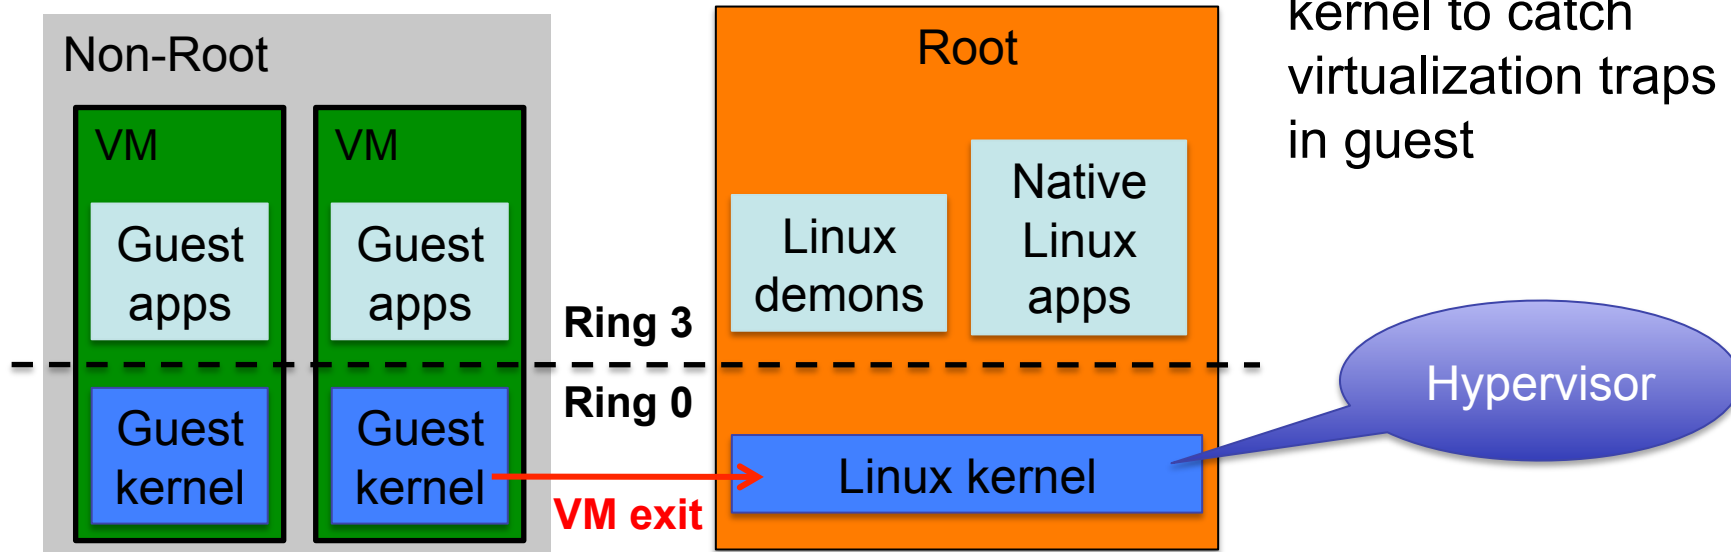 Non-Root
VM
Guest
apps
Guest
kernel
VM
Guest
apps
Guest
kernel
Ring 3
Ring 0
VM exit
Root
Linux
demons
Native
Linux
apps
Linux kernel
kernel to catch
virtualization traps
in guest
Hypervisor